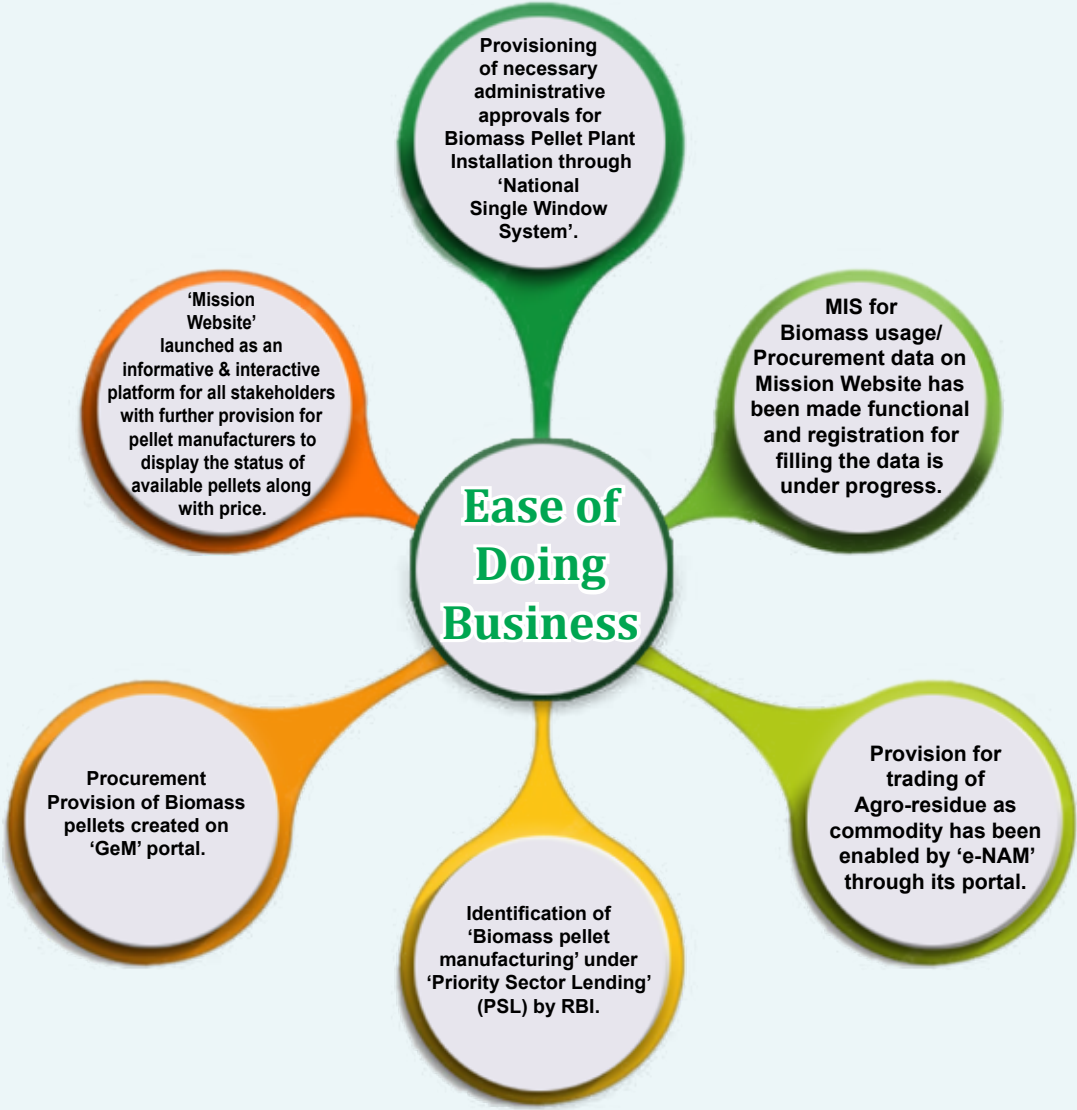 Provisioning
of necessary
administrative
approvals for
Biomass Pellet Plant
Installation through
‘National
Single Window
System’.
‘Mission
Website’
launched as an
informative & interactive
platform for all stakeholders
with further provision for
pellet manufacturers to
display the status of
available pellets along
with price.
MIS for
Biomass usage/
Procurement data on
Mission Website has
been made functional
and registration for
filling the data is
under progress.
Ease of
Doing
Business
Procurement
Provision of Biomass
pellets created on
‘GeM’ portal.
Provision for
trading of
Agro-residue as
commodity has been
enabled by ‘e-NAM’
through its portal.
Identification of
‘Biomass pellet
manufacturing’ under
‘Priority Sector Lending’
(PSL) by RBI.